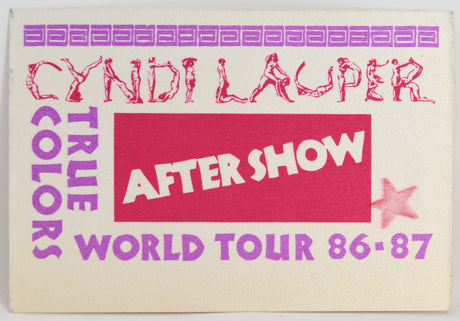 CYNDI LAUPER
TRUE
COLORS
AFTER SHOW
WORLD TOUR 86-87